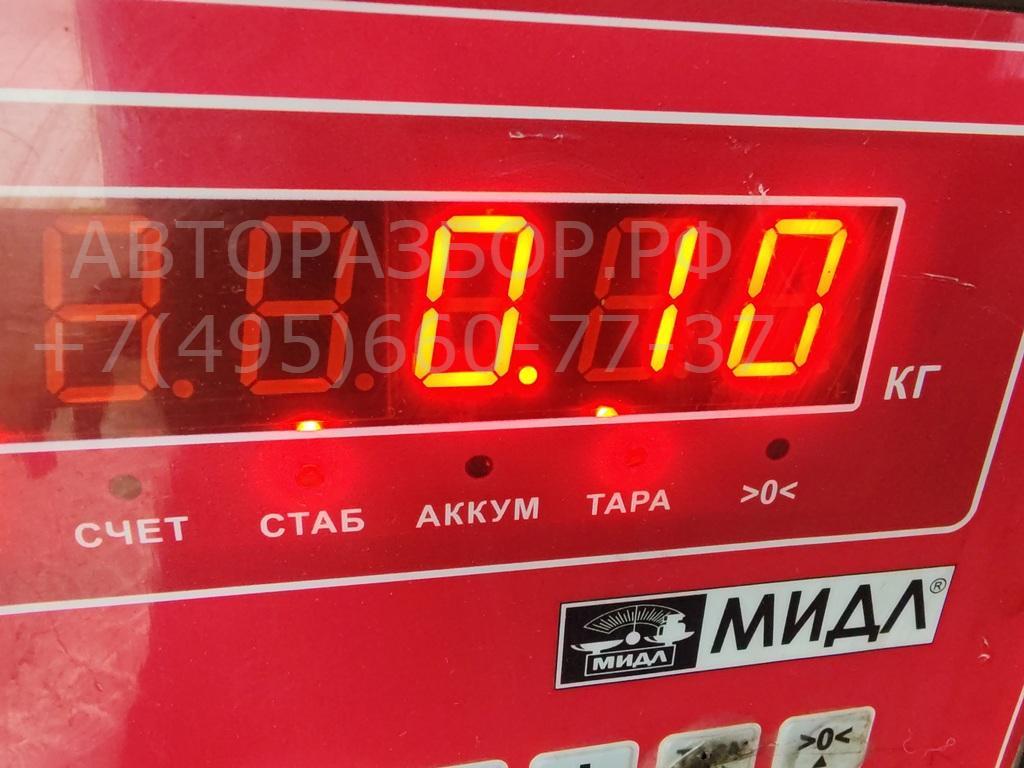 АВТОРАЗБОР.РФ
+7(495)660-77-37
0.10
КГ
СЧЕТ СТАБ АККУМ ТАРА >0<
МИДЛ МИДЛ®
>0<